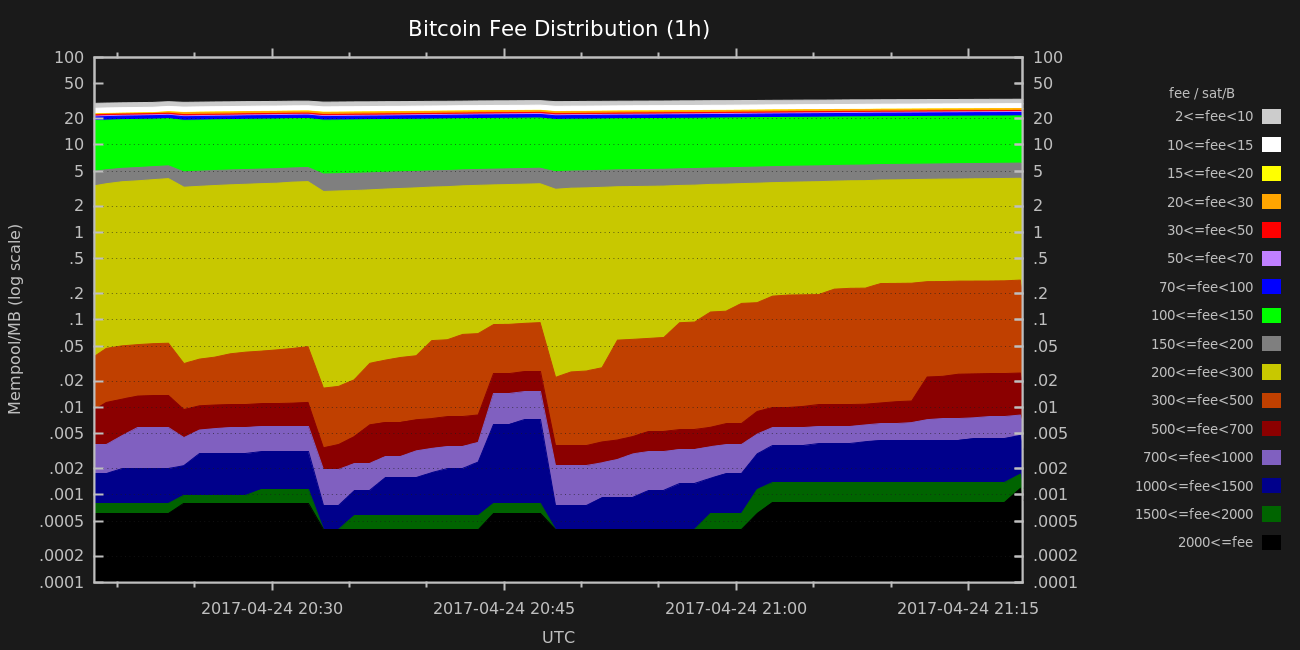 Bitcoin Fee Distribution (1h)
Mempool/MB (log scale)
100
50
20
10
5
2
1
.5
.2
.1
.05
.02
.01
.005
.002
.001
.0005
.0002
.0001
100
50
20
10
5
2
1
.5
.2
.1
.05
.02
.01
.005
.002
.001
.0005
.0002
.0001
2017-04-24 20:30
2017-04-24 20:45
2017-04-24 21:00
2017-04-24 21:15
UTC
fee / sat/B
2<=fee<10
10<=fee<15
15<=fee<20
20<=fee<30
30<=fee<50
50<=fee<70
70<=fee<100
100<=fee<150
150<=fee<200
200<=fee<300
300<=fee<500
500<=fee<700
700<=fee<1000
1000<=fee<1500
1500<=fee<2000
2000<=fee